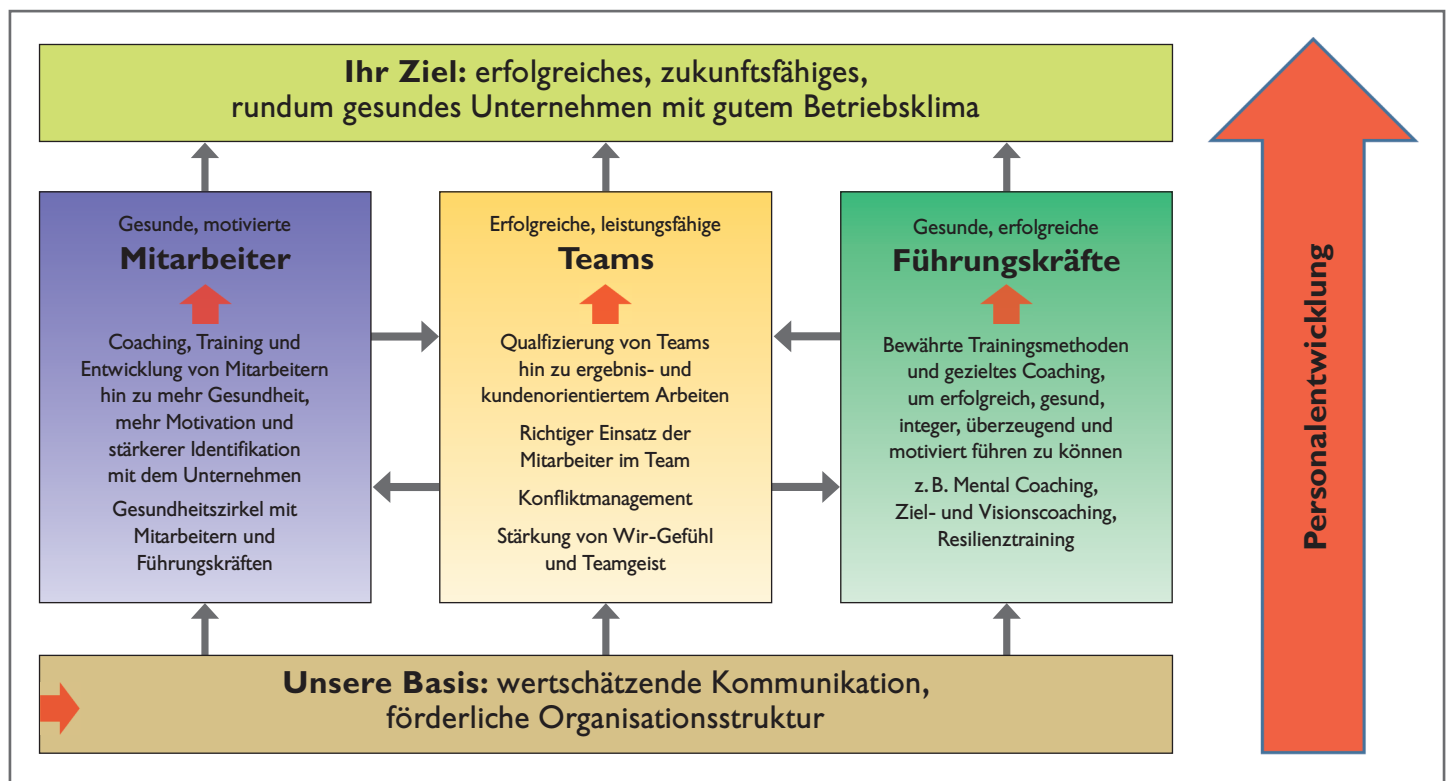 Ihr Ziel: erfolgreiches, zukunftsfähiges,
rundum gesundes Unternehmen mit gutem Betriebsklima
Gesunde, motivierte
Mitarbeiter
Coaching, Training und
Entwicklung von Mitarbeitern
hin zu mehr Gesundheit,
mehr Motivation und
stärkerer Identifikation
mit dem Unternehmen
Gesundheitszirkel mit
Mitarbeitern und
Führungskräften
Erfolgreiche, leistungsfähige
Teams
Qualfizierung von Teams
hin zu ergebnis- und
kundenorientiertem Arbeiten
Richtiger Einsatz der
Mitarbeiter im Team
Konfliktmanagement
Stärkung von Wir-Gefühl
und Teamgeist
Gesunde, erfolgreiche
Führungskräfte
Bewährte Trainingsmethoden
und gezieltes Coaching,
um erfolgreich, gesund,
integer, überzeugend und
motiviert führen zu können
z. B. Mental Coaching,
Ziel- und Visionscoaching,
Resilienztraining
Unsere Basis: wertschätzende Kommunikation,
förderliche Organisationsstruktur
Personalentwicklung